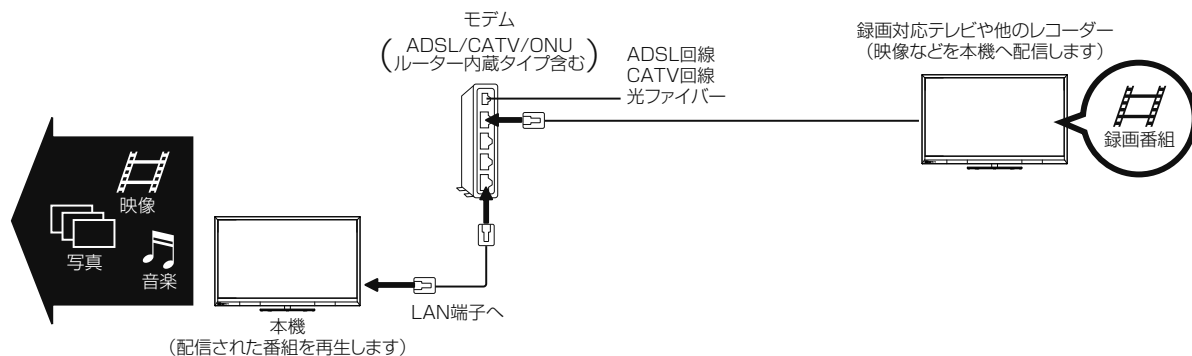 モデム
(ADSL/CATV/ONU
ルーター内蔵タイプ含む)
ADSL回線
CATV回線
光ファイバー
録画対応テレビや他のレコーダー
(映像などを本機へ配信します)
録画番組
映像
写真
音楽
LAN端子へ
本機
(配信された番組を再生します)